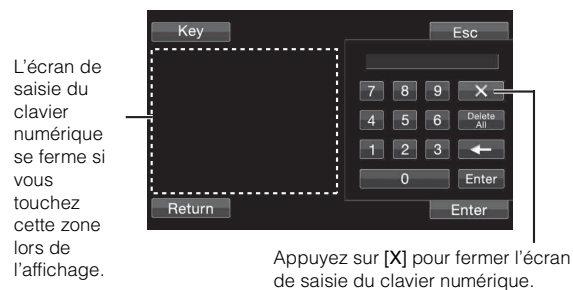 Key
Esc
L'écran de
saisie du
clavier
numérique
se ferme si
vous
touchez
cette zone
lors de
l'affichage.
7 8 9 X
4 5 6 Delete
All
1 2 3 ←
0 Enter
Return
Enter
Appuyez sur [X] pour fermer l'écran
de saisie du clavier numérique.